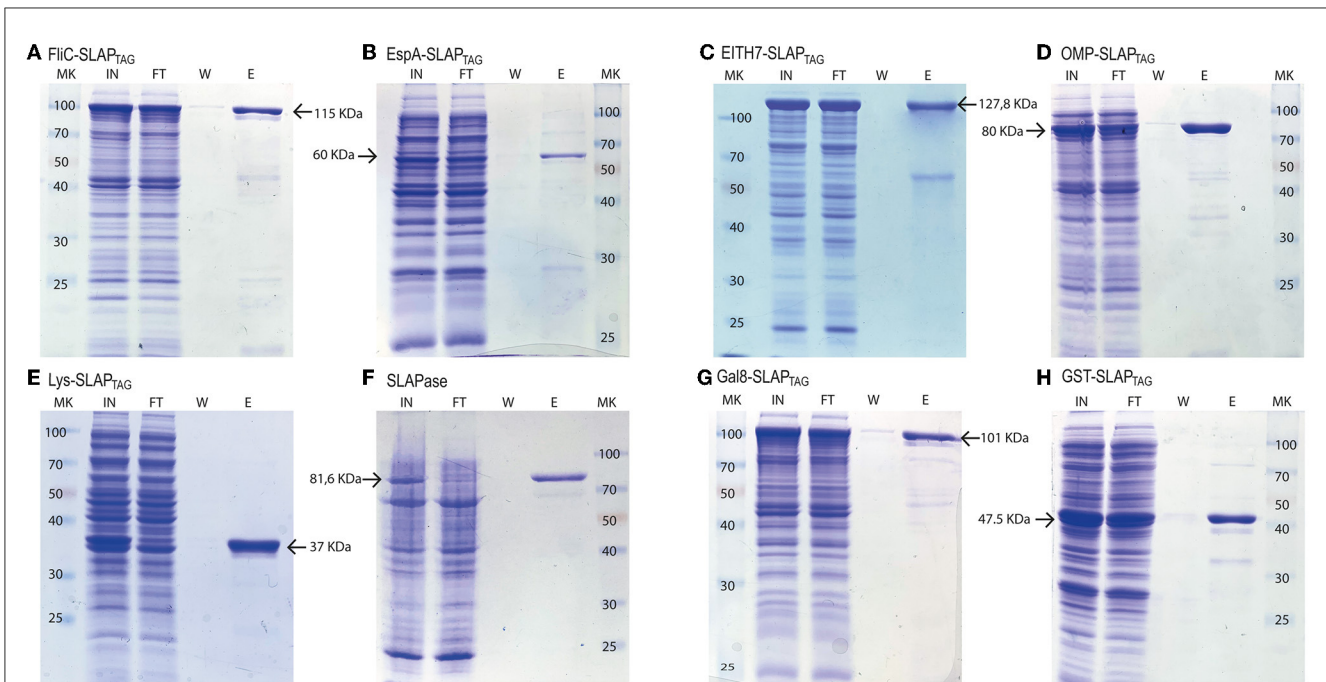 A FliC-SLAPTAG
MK IN FT W E
100
70
50
40
30
25
115 KDa
B EspA-SLAPTAG
IN FT W E MK
60 KDa
100
70
50
40
30
25
C EITH7-SLAPTAG
MK IN FT W E
100
70
50
40
30
25
127,8 KDa
D OMP-SLAPTAG
IN FT W E MK
80 KDa
100
70
50
40
30
25
E Lys-SLAPTAG
MK IN FT W E
100
70
50
40
30
25
37 KDa
F SLAPase
IN FT W E MK
81,6 KDa
100
70
50
40
30
25
G Gal8-SLAPTAG
MK IN FT W E
100
70
50
40
30
25
101 KDa
H GST-SLAPTAG
IN FT W E MK
47.5 KDa
100
70
50
40
30
25